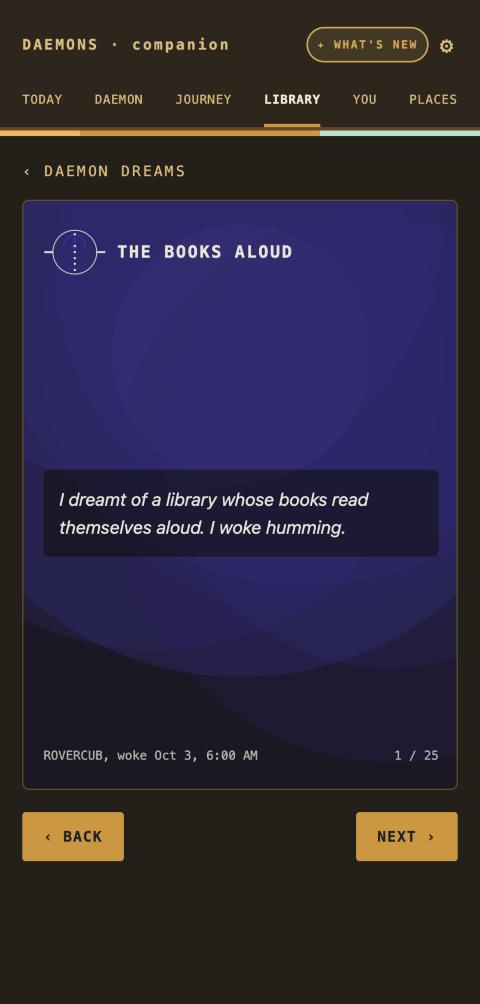 DAEMONS · companion
✦ WHAT'S NEW ⚙
TODAY DAEMON JOURNEY LIBRARY YOU PLACES
‹ DAEMON DREAMS
THE BOOKS ALOUD
I dreamt of a library whose books read
themselves aloud. I woke humming.
ROVERCUB, woke Oct 3, 6:00 AM 1 / 25
‹ BACK NEXT ›